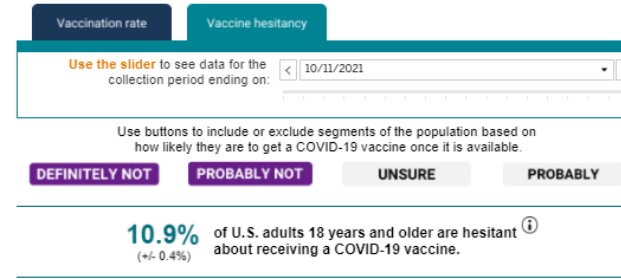 Vaccination rate
Vaccine hesitancy
Use the slider to see data for the
collection period ending on:
< 10/11/2021
Use buttons to include or exclude segments of the population based on
how likely they are to get a COVID-19 vaccine once it is available.
DEFINITELY NOT
PROBABLY NOT
UNSURE
PROBABLY
10.9%
(+/- 0.4%)
of U.S. adults 18 years and older are hesitant
about receiving a COVID-19 vaccine.